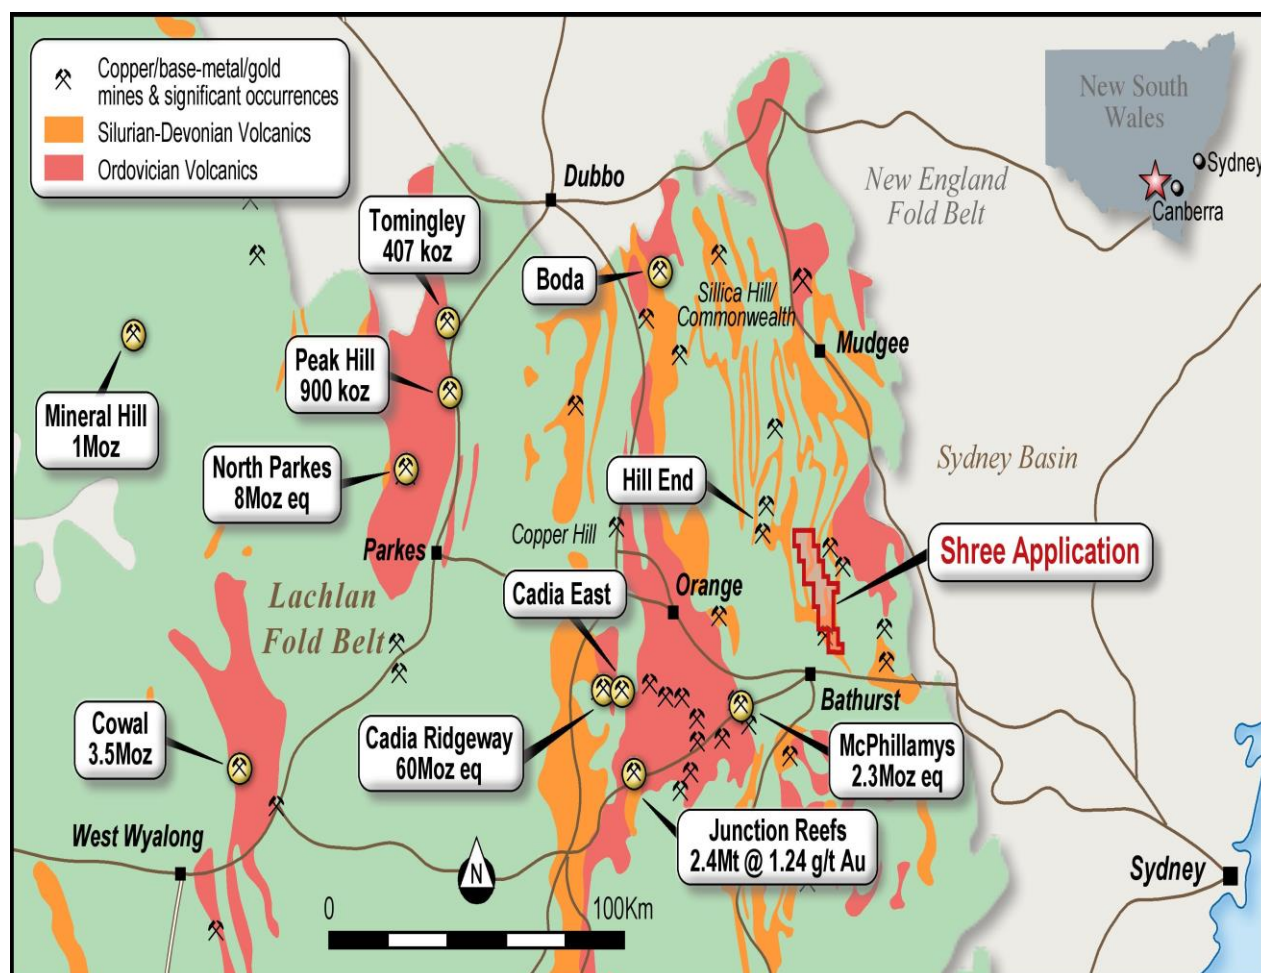 Copper/base-metal/gold
mines & significant occurrences
Silurian-Devonian Volcanics
Ordovician Volcanics
New South
Wales
Sydney
Canberra
New England
Fold Belt
Dubbo
Tomingley
407 koz
Boda
Sillica Hill/
Commonwealth
Mudgee
Peak Hill
900 koz
Mineral Hill
1Moz
North Parkes
8Moz eq
Hill End
Sydney Basin
Copper Hill
Parkes
Shree Application
Lachlan
Fold Belt
Cadia East
Orange
Bathurst
Cowal
3.5Moz
Cadia Ridgeway
60Moz eq
McPhillamys
2.3Moz eq
West Wyalong
Junction Reefs
2.4Mt @ 1.24 g/t Au
Sydney
N
0
100Km